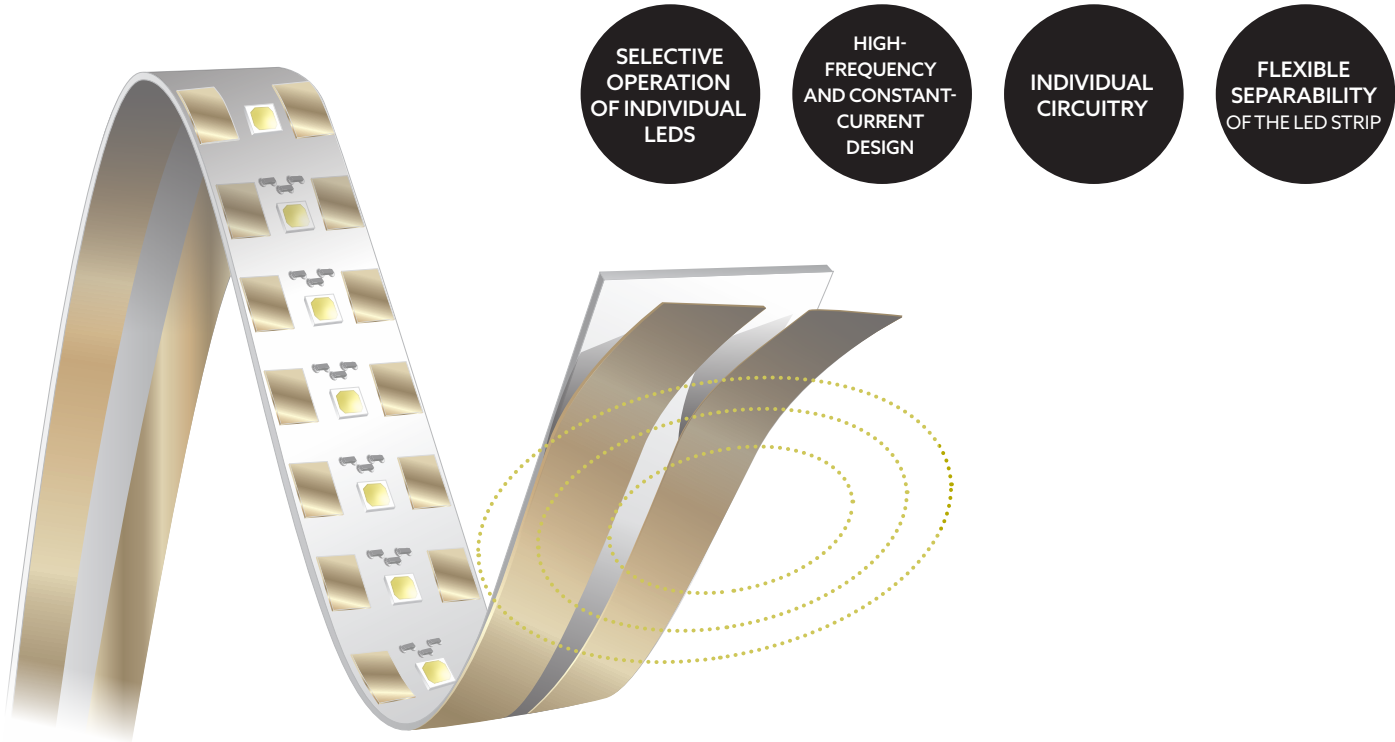 SELECTIVE
OPERATION
OF INDIVIDUAL
LEDS
HIGH-
FREQUENCY
AND CONSTANT-
CURRENT
DESIGN
INDIVIDUAL
CIRCUITRY
FLEXIBLE
SEPARABILITY
OF THE LED STRIP